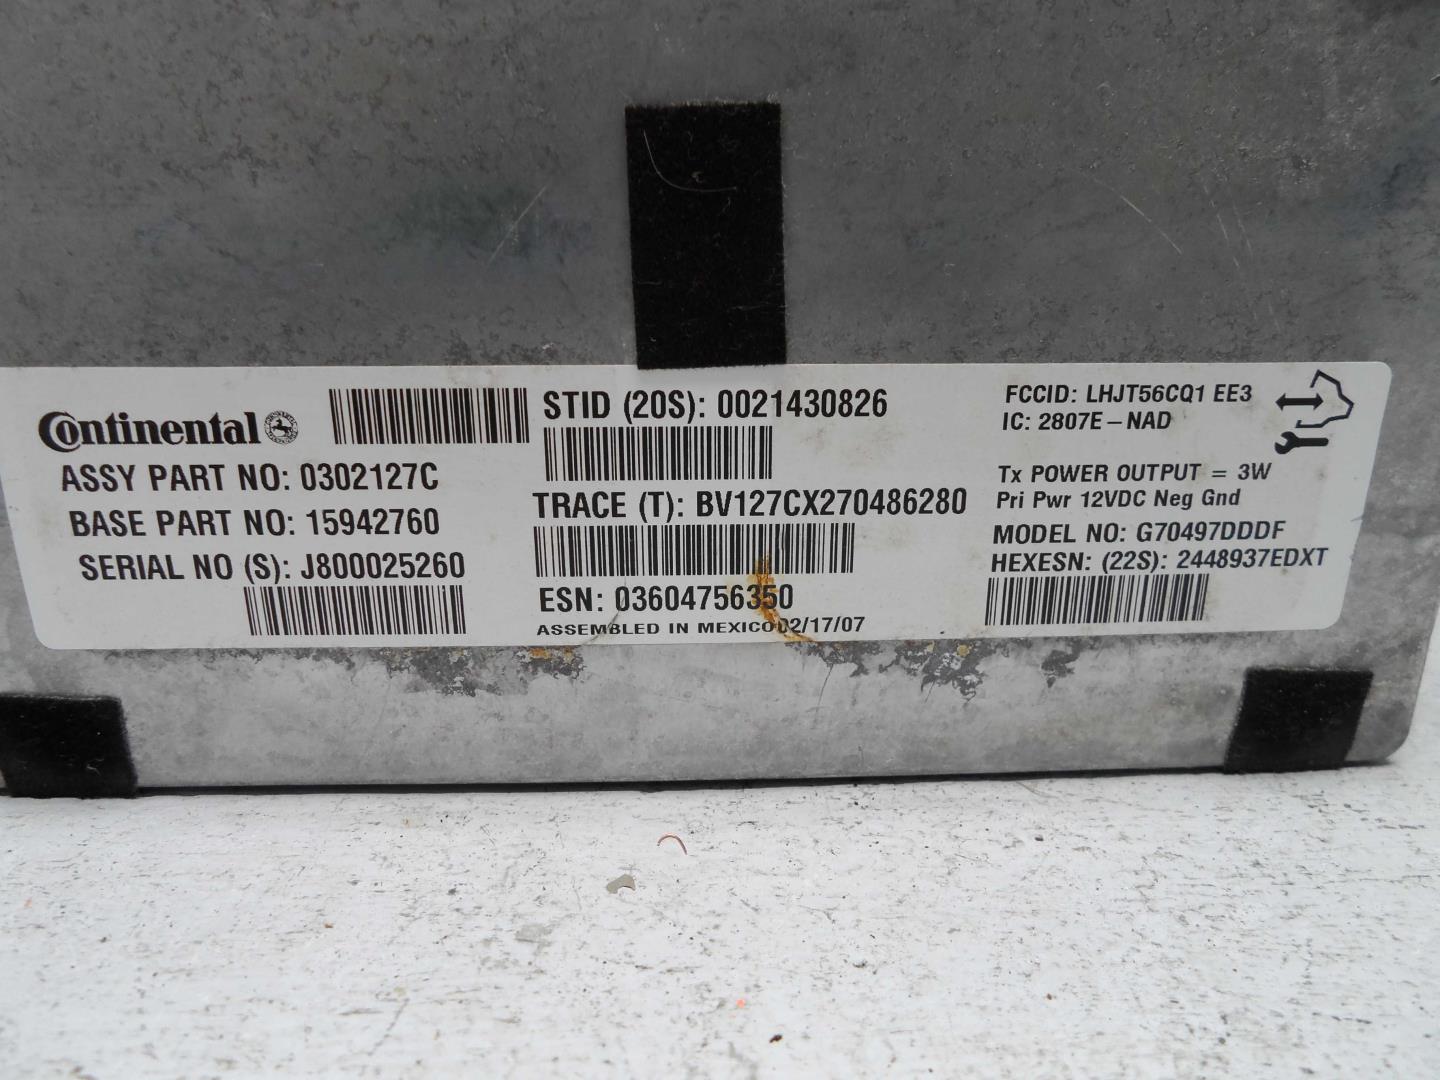 Continental
ASSY PART NO: 0302127C
BASE PART NO: 15942760
SERIAL NO (S): J800025260
STID (20S): 0021430826
TRACE (T): BV127CX270486280
ESN: 03604756350
ASSEMBLED IN MEXICO 02/17/07
FCCID: LHJT56CQ1 EE3
IC: 2807E – NAD
Tx POWER OUTPUT = 3W
Pri Pwr 12VDC Neg Gnd
MODEL NO: G70497DDDF
HEXESN: (22S): 2448937EDXT